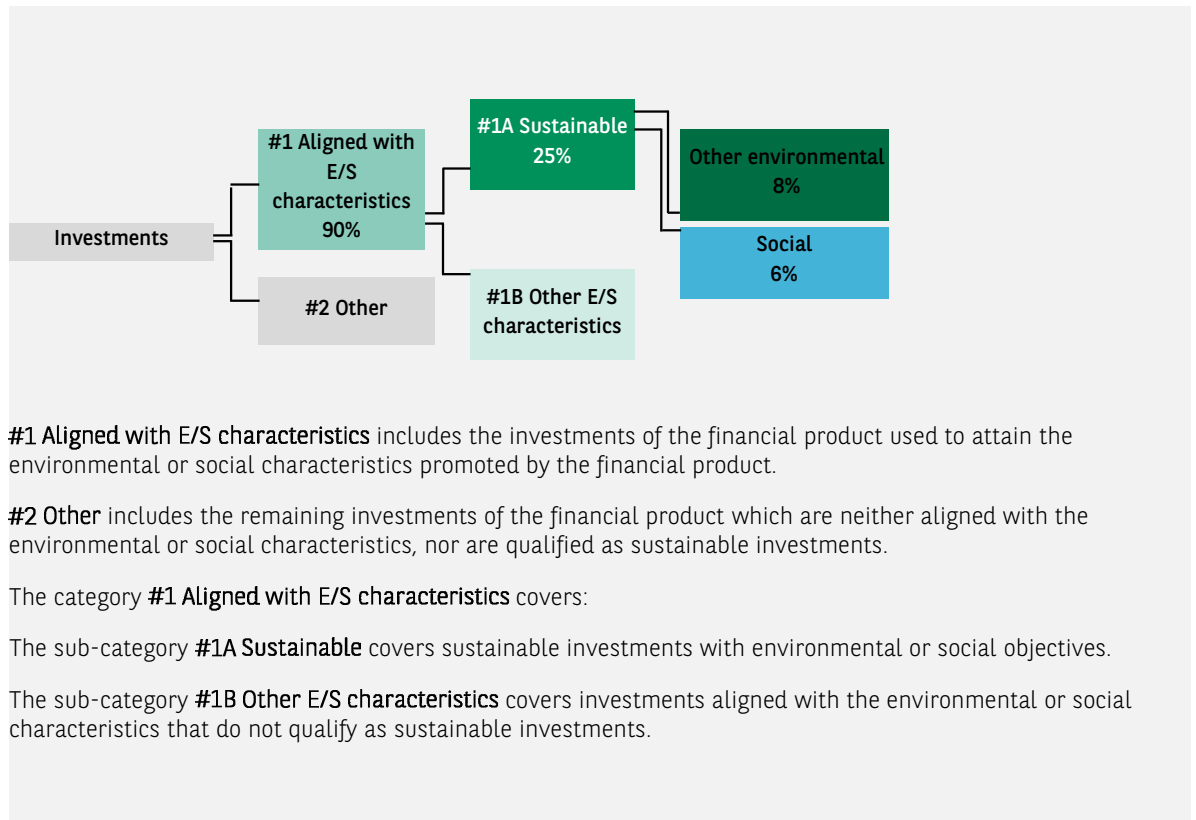 #1A Sustainable
25%
#1 Aligned with
E/S
characteristics
90%
Other environmental
8%
Investments
Social
6%
#2 Other
#1B Other E/S
characteristics
#1 Aligned with E/S characteristics includes the investments of the financial product used to attain the
environmental or social characteristics promoted by the financial product.
#2 Other includes the remaining investments of the financial product which are neither aligned with the
environmental or social characteristics, nor are qualified as sustainable investments.
The category #1 Aligned with E/S characteristics covers:
The sub-category #1A Sustainable covers sustainable investments with environmental or social objectives.
The sub-category #1B Other E/S characteristics covers investments aligned with the environmental or social
characteristics that do not qualify as sustainable investments.